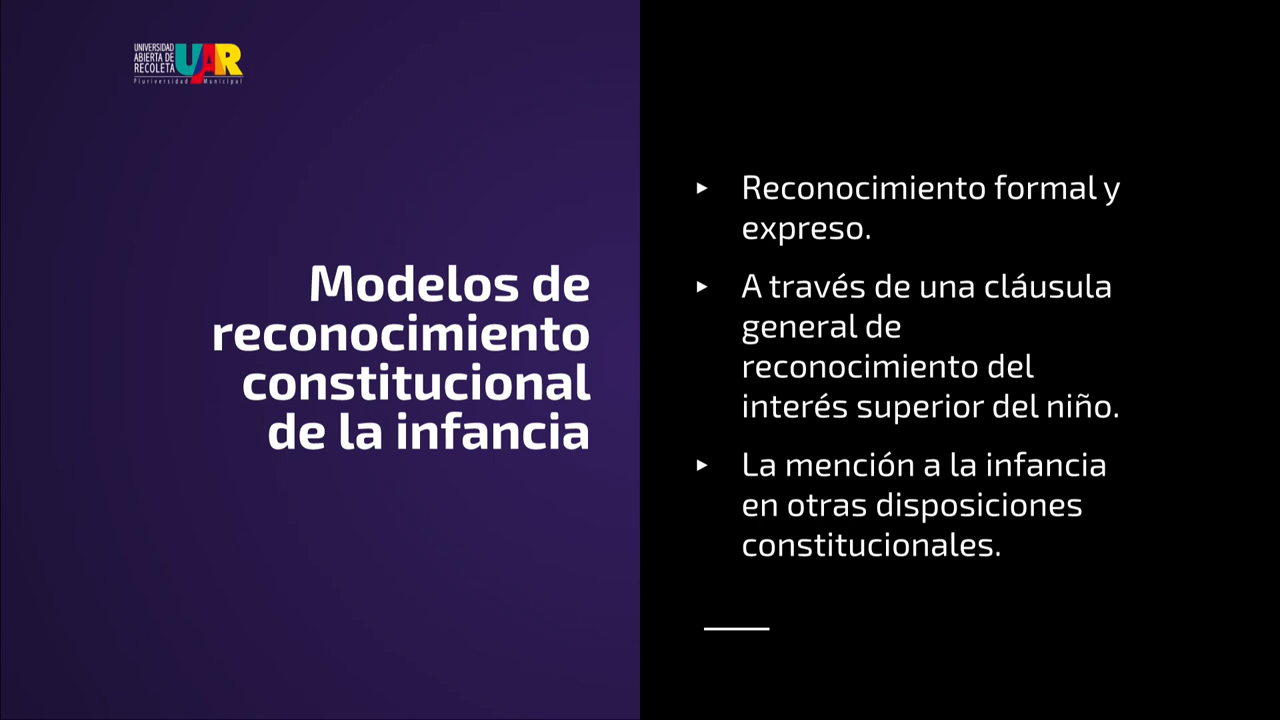 UNIVERSIDAD
ABIERTA DE
RECOLETA
UAR
Pluriversidad Municipal
Modelos de
reconocimiento
constitucional
de la infancia
Reconocimiento formal y
expreso.
A través de una cláusula
general de
reconocimiento del
interés superior del niño.
La mención a la infancia
en otras disposiciones
constitucionales.